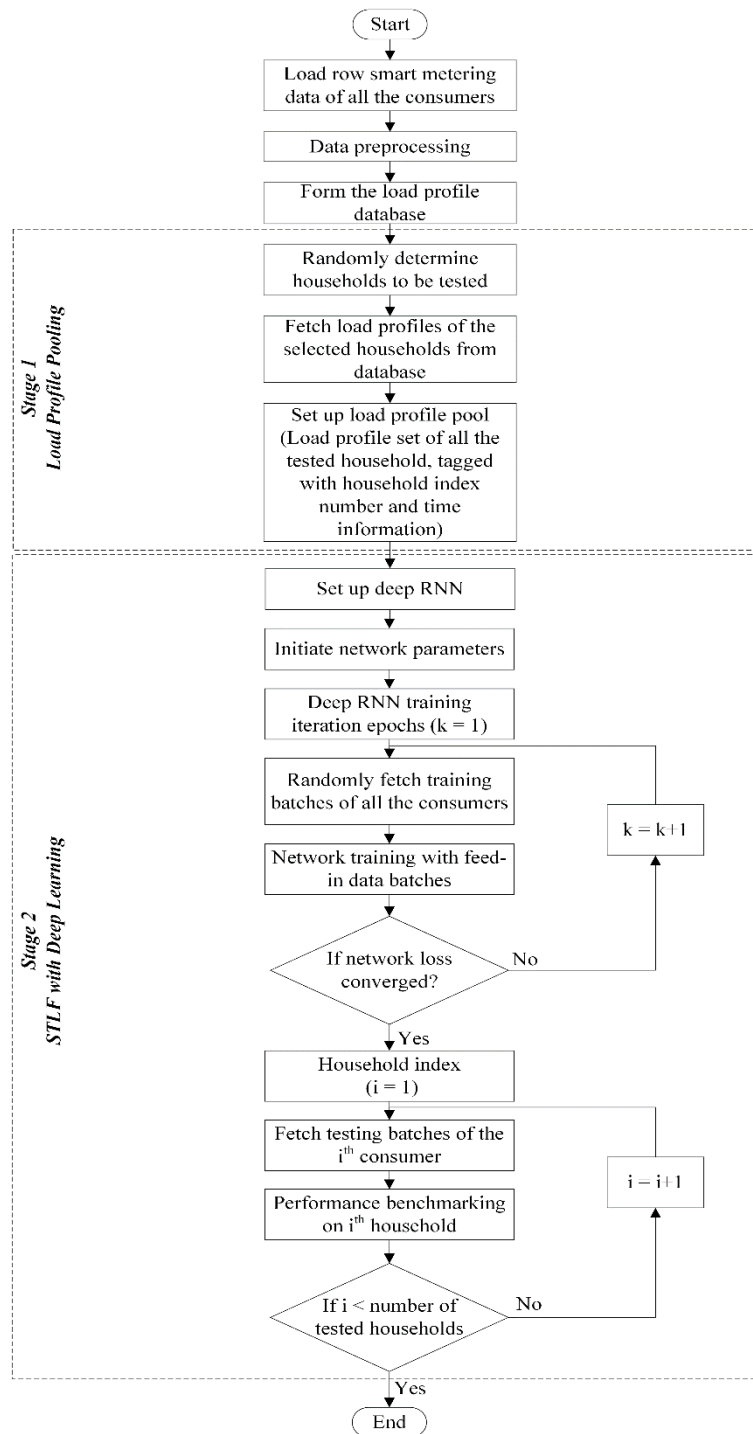 Start
Load row smart metering
data of all the consumers
Data preprocessing
Form the load profile
database
Stage 1
Load Profile Pooling
Randomly determine
households to be tested
Fetch load profiles of the
selected households from
database
Set up load profile pool
(Load profile set of all the
tested household, tagged
with household index
number and time
information)
Stage 2
STLF with Deep Learning
Set up deep RNN
Initiate network parameters
Deep RNN training
iteration epochs (k = 1)
Randomly fetch training
batches of all the consumers
k = k+1
Network training with feed-
in data batches
If network loss
converged?
No
Yes
Household index
(i = 1)
Fetch testing batches of the
ith consumer
i = i+1
Performance benchmarking
on ith household
If i < number of
tested households
No
Yes
End